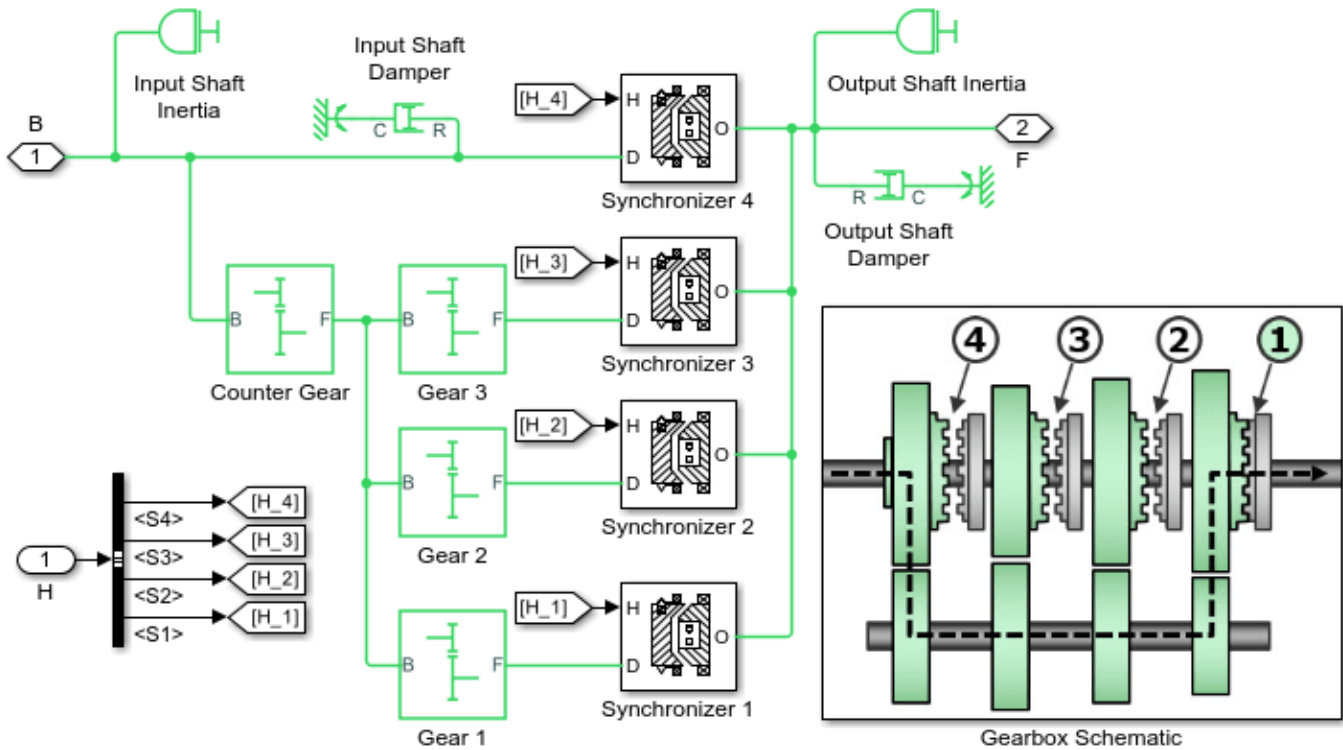 Input Shaft
Inertia
Input Shaft
Damper
C
R
B
1
[H_4]
H
D
O
Synchronizer 4
Output Shaft Inertia
2
F
R
C
Output Shaft
Damper
B
F
Counter Gear
B
F
Gear 3
[H_3]
H
D
O
Synchronizer 3
B
F
Gear 2
[H_2]
H
D
O
Synchronizer 2
B
F
Gear 1
[H_1]
H
D
O
Synchronizer 1
1
H
<S4>
[H_4]
<S3>
[H_3]
<S2>
[H_2]
<S1>
[H_1]
4
3
2
1
Gearbox Schematic